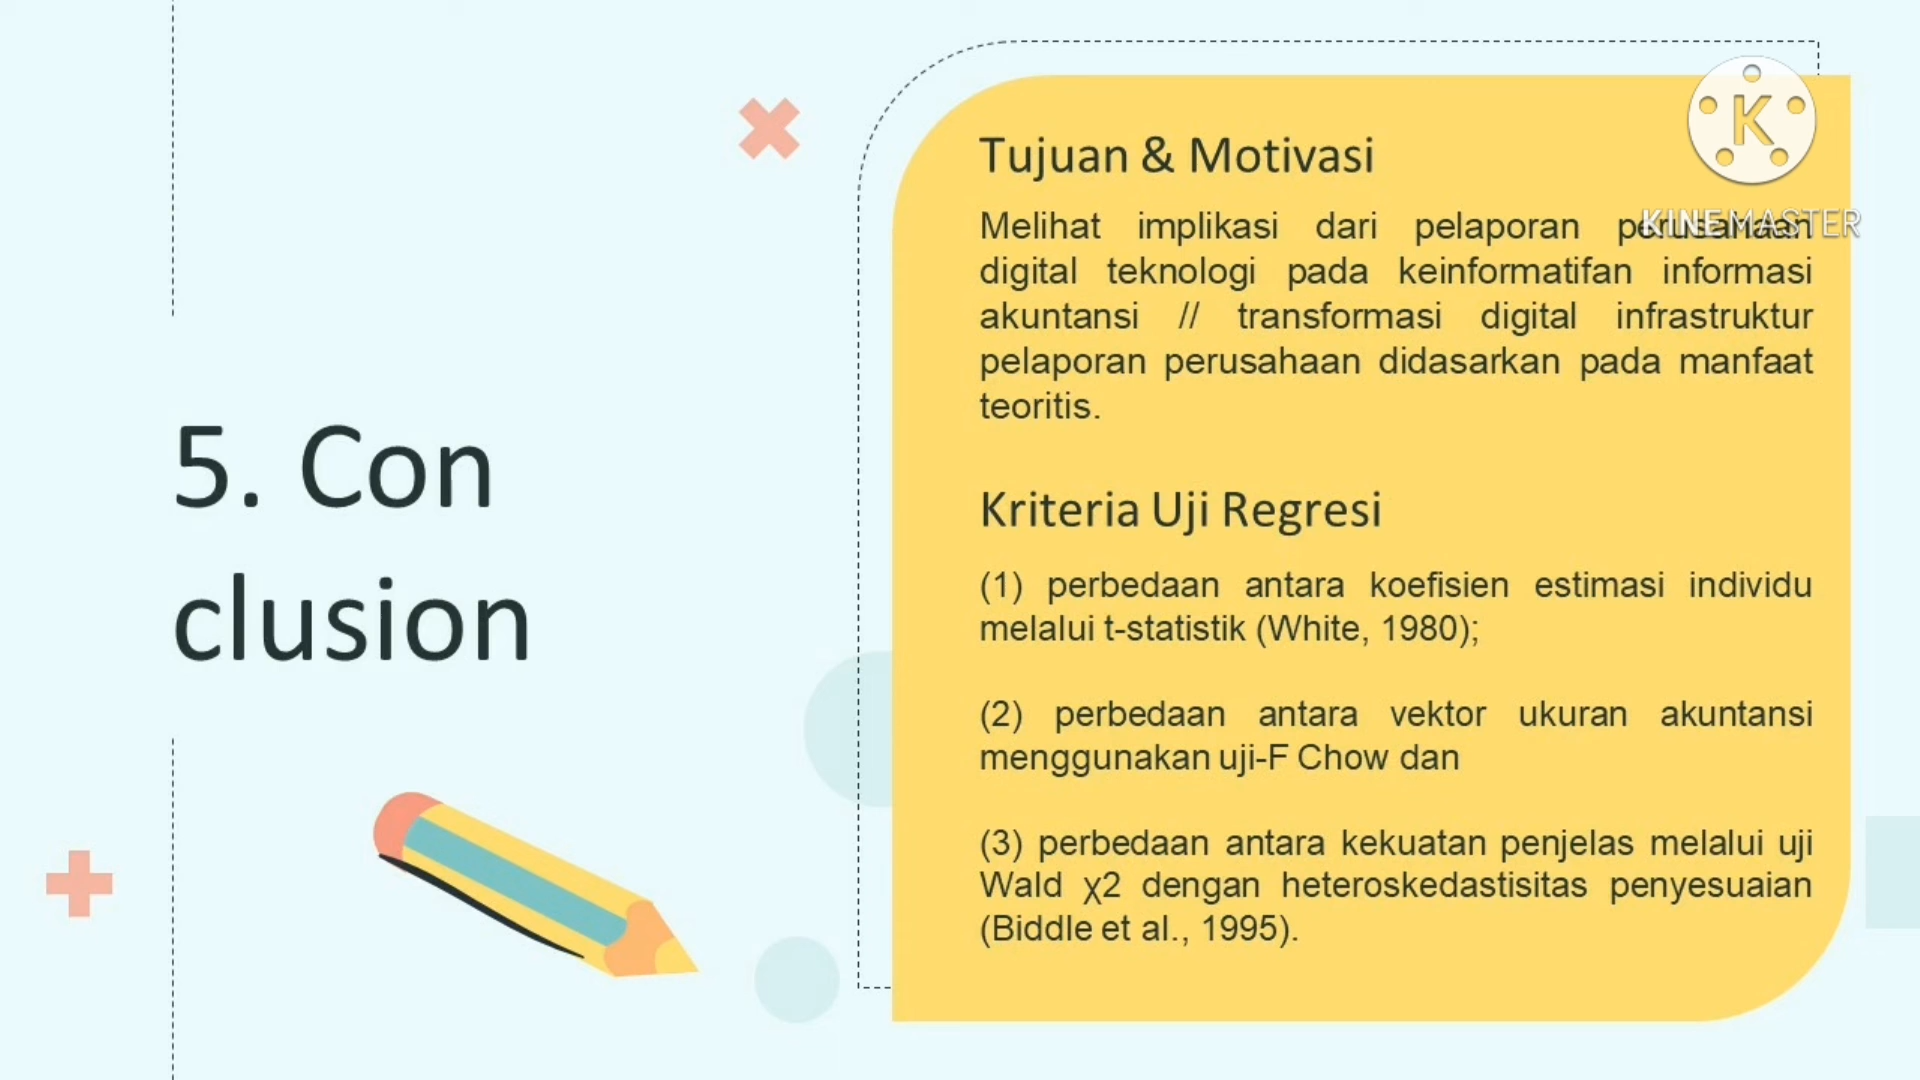 5. Con
clusion
Tujuan & Motivasi
Melihat implikasi dari pelaporan perusahaan
digital teknologi pada keinformatifan informasi
akuntansi // transformasi digital infrastruktur
pelaporan perusahaan didasarkan pada manfaat
teoritis.
Kriteria Uji Regresi
(1) perbedaan antara koefisien estimasi individu
melalui t-statistik (White, 1980);
(2) perbedaan antara vektor ukuran akuntansi
menggunakan uji-F Chow dan
(3) perbedaan antara kekuatan penjelas melalui uji
Wald χ2 dengan heteroskedastisitas penyesuaian
(Biddle et al., 1995).
K
KINEMASTER